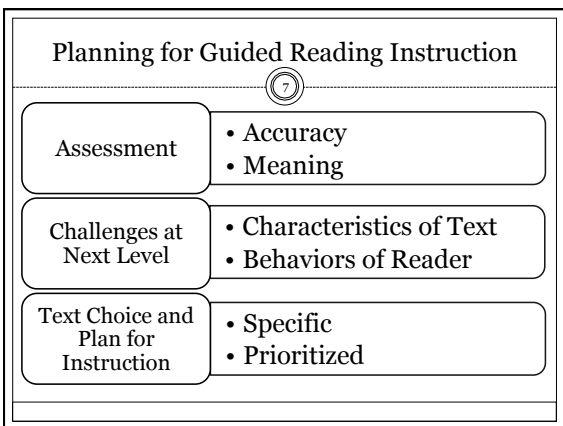 Planning for Guided Reading Instruction
7
Assessment
• Accuracy
• Meaning
Challenges at
Next Level
• Characteristics of Text
• Behaviors of Reader
Text Choice and
Plan for
Instruction
• Specific
• Prioritized